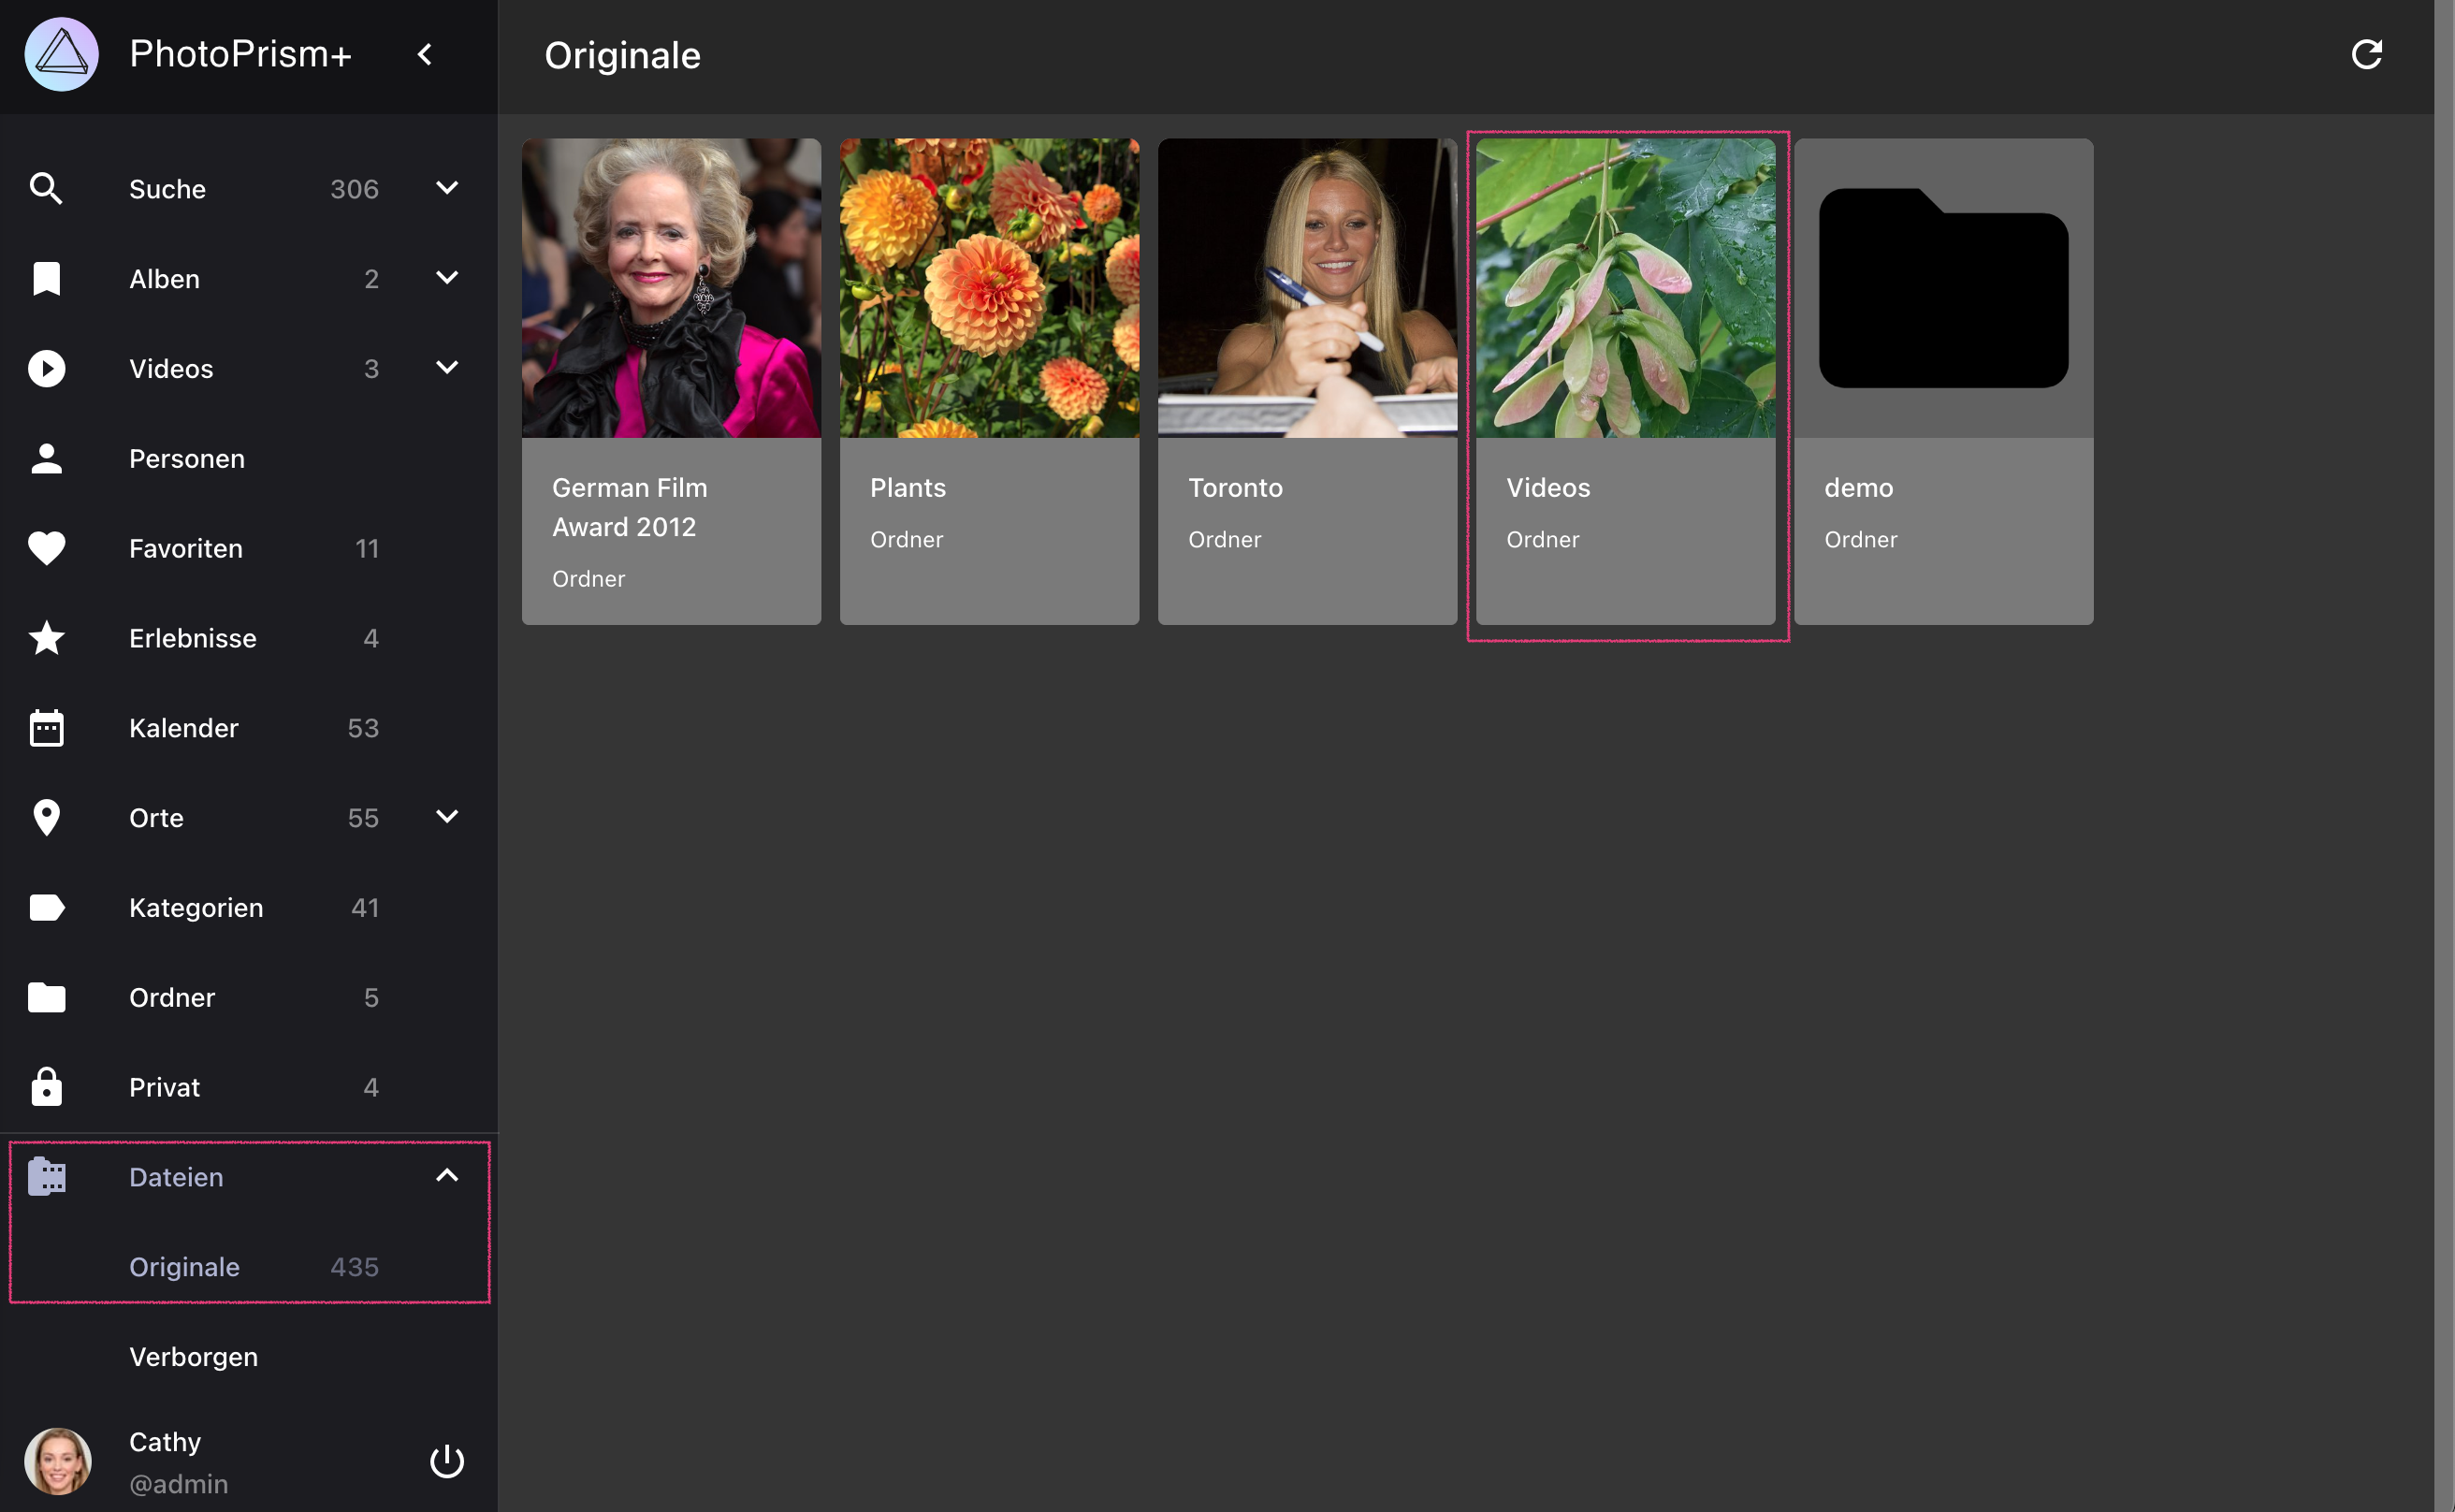 PhotoPrism+
Suche 306
Alben 2
Videos 3
Personen
Favoriten 11
Erlebnisse 4
Kalender 53
Orte 55
Kategorien 41
Ordner 5
Privat 4
Dateien
Originale 435
Verborgen
Cathy
@admin
Originale
German Film
Award 2012
Ordner
Plants
Ordner
Toronto
Ordner
Videos
Ordner
demo
Ordner